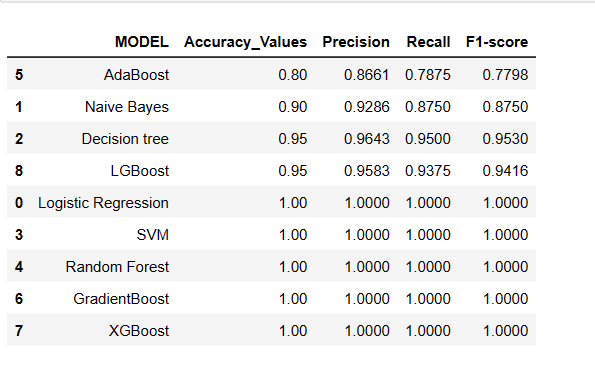 MODEL Accuracy_Values Precision Recall F1-score
5 AdaBoost 0.80 0.8661 0.7875 0.7798
1 Naive Bayes 0.90 0.9286 0.8750 0.8750
2 Decision tree 0.95 0.9643 0.9500 0.9530
8 LGBoost 0.95 0.9583 0.9375 0.9416
0 Logistic Regression 1.00 1.0000 1.0000 1.0000
3 SVM 1.00 1.0000 1.0000 1.0000
4 Random Forest 1.00 1.0000 1.0000 1.0000
6 GradientBoost 1.00 1.0000 1.0000 1.0000
7 XGBoost 1.00 1.0000 1.0000 1.0000